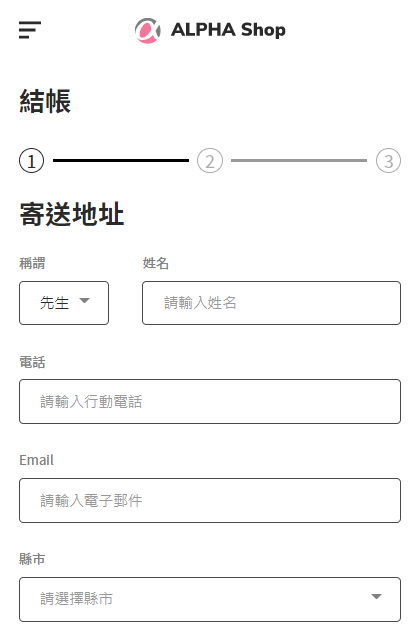 ALPHA Shop
結帳
1 2 3
寄送地址
稱謂 姓名
先生 請輸入姓名
電話
請輸入行動電話
Email
請輸入電子郵件
縣市
請選擇縣市